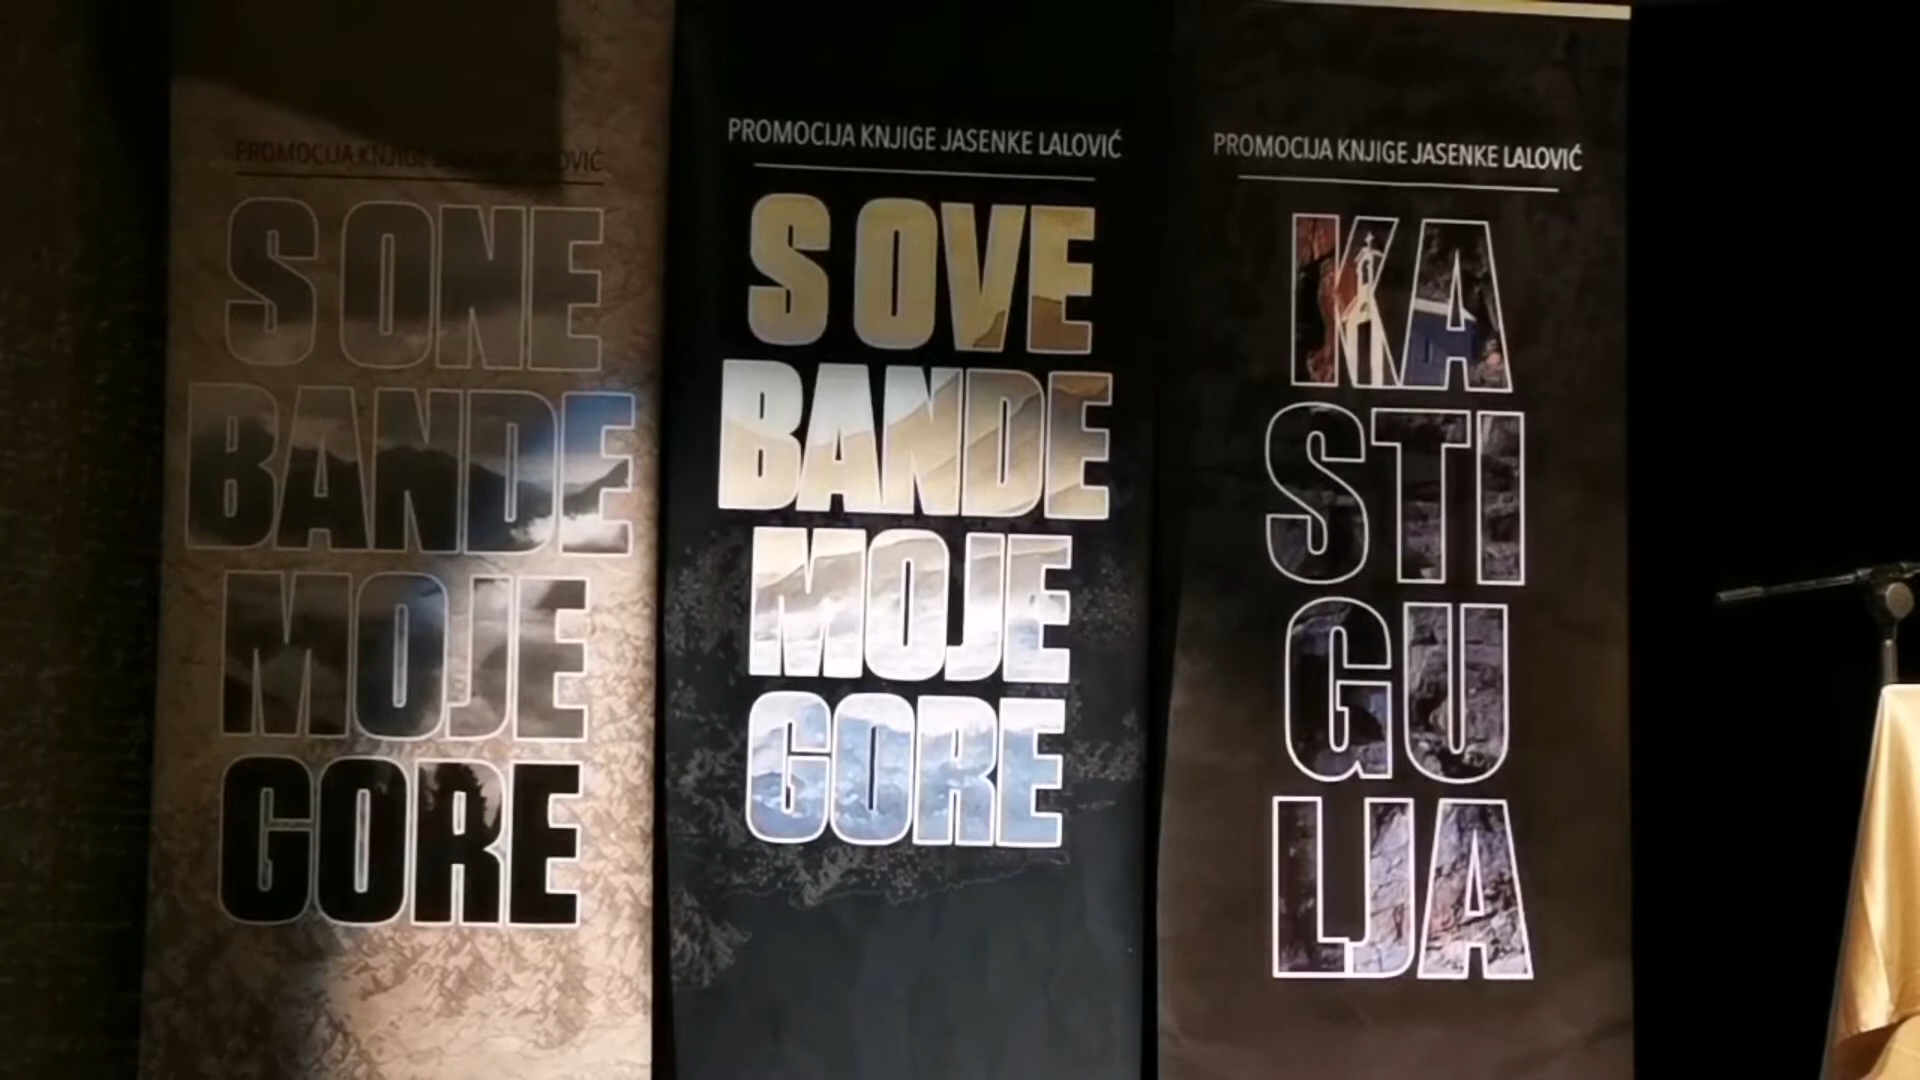 PROMOCIJA KNJIGE LOVIĆ
S ONE
BANDE
MOJE
GORE
PROMOCIJA KNJIGE JASENKE LALOVIĆ
S OVE
BANDE
MOJE
GORE
PROMOCIJA KNJIGE JASENKE LALOVIĆ
KA
STI
GU
LJA